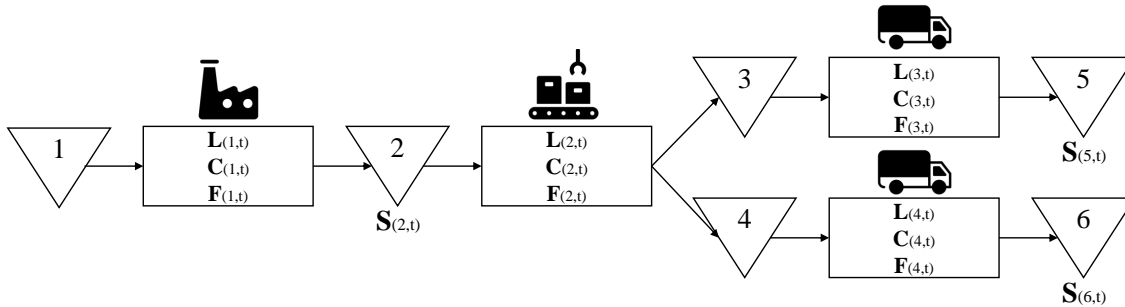 1
L(1,t)
C(1,t)
F(1,t)
2
S(2,t)
L(2,t)
C(2,t)
F(2,t)
3
L(3,t)
C(3,t)
F(3,t)
5
S(5,t)
4
L(4,t)
C(4,t)
F(4,t)
6
S(6,t)